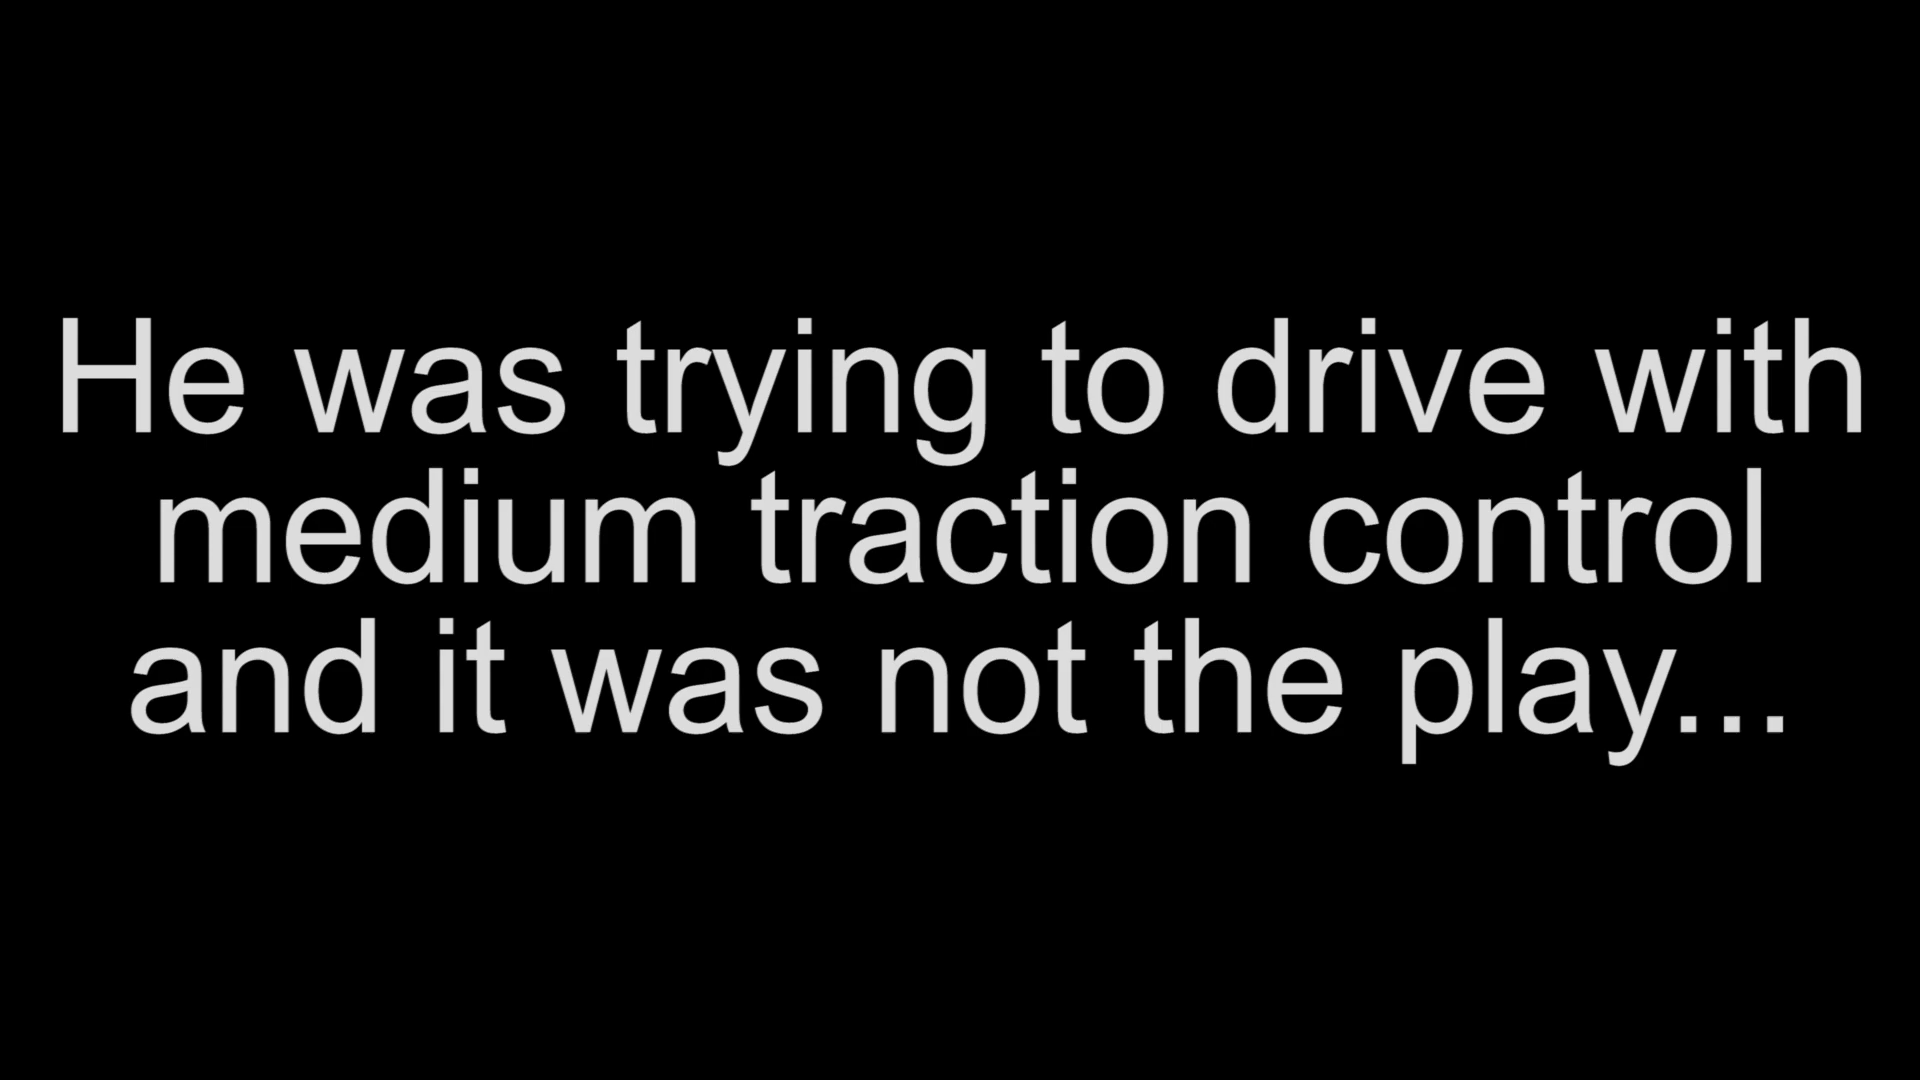 He was trying to drive with
medium traction control
and it was not the play...